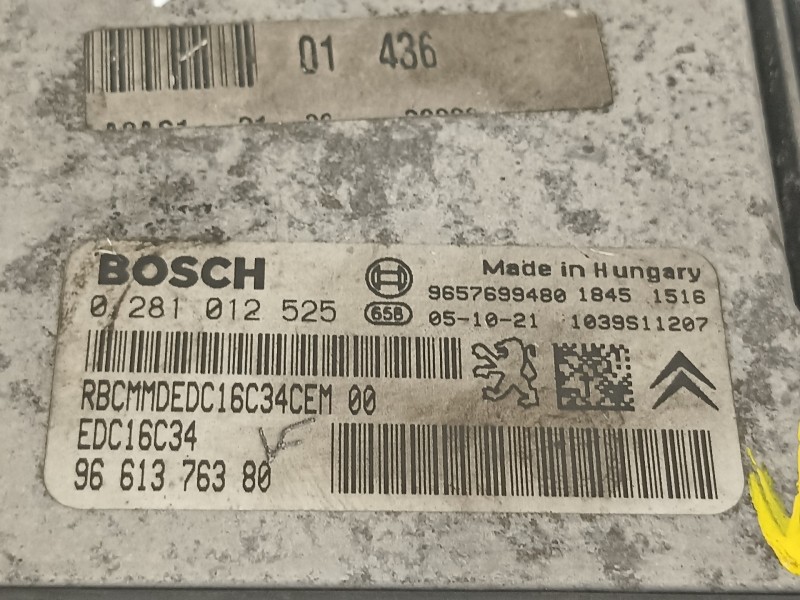 01 436
BOSCH
Made in Hungary
0 281 012 525
658
9657699480 1845 1516
05-10-21 1039S11207
RBCMMDEDC16C34CEM 00
EDC16C34
96 613 763 80